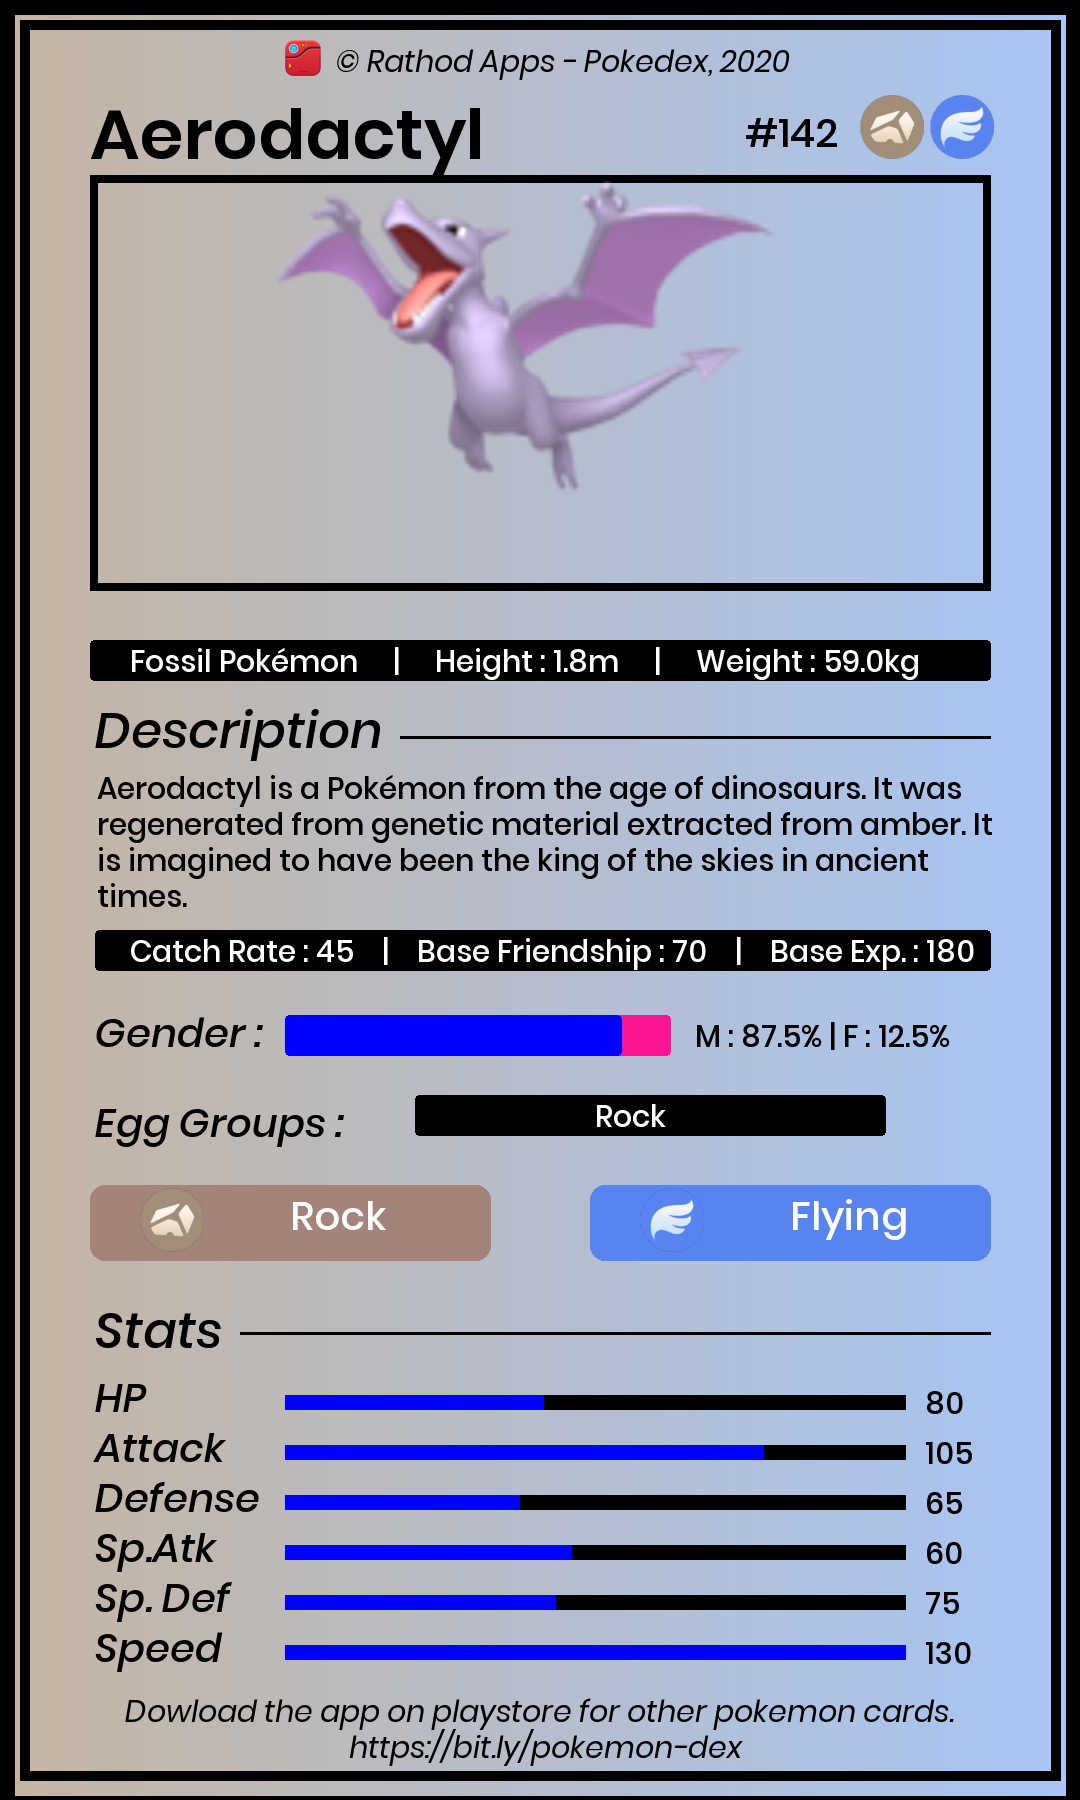 © Rathod Apps - Pokedex, 2020
Aerodactyl #142
Fossil Pokémon | Height : 1.8m | Weight : 59.0kg
Description
Aerodactyl is a Pokémon from the age of dinosaurs. It was
regenerated from genetic material extracted from amber. It
is imagined to have been the king of the skies in ancient
times.
Catch Rate : 45 | Base Friendship : 70 | Base Exp. : 180
Gender : M : 87.5% | F : 12.5%
Egg Groups : Rock
Rock Flying
Stats
HP 80
Attack 105
Defense 65
Sp.Atk 60
Sp. Def 75
Speed 130
Dowload the app on playstore for other pokemon cards.
https://bit.ly/pokemon-dex